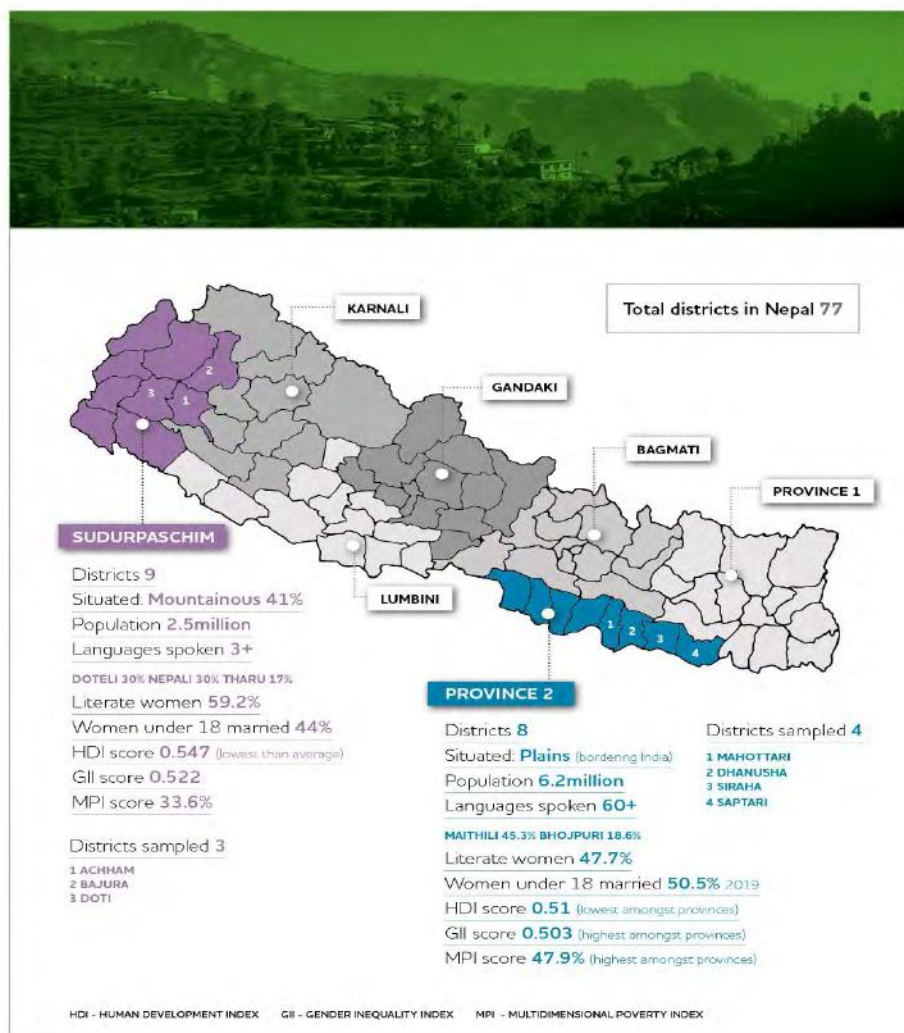 KARNALI
Total districts in Nepal 77
GANDAKI
BAGMATI
PROVINCE 1
LUMBINI
2
3
1
SUDURPASCHIM
Districts 9
Situated: Mountainous 41%
Population 2.5million
Languages spoken 3+
DOTELI 30% NEPALI 30% THARU 17%
Literate women 59.2%
Women under 18 married 44%
HDI score 0.547 (lowest than average)
GII score 0.522
MPI score 33.6%
Districts sampled 3
1 ACHHAM
2 BAJURA
3 DOTI
1
2
3
4
PROVINCE 2
Districts 8
Situated: Plains (bordering India)
Population 6.2million
Languages spoken 60+
MAITHILI 45.3% BHOJPURI 18.6%
Literate women 47.7%
Women under 18 married 50.5% 2019
HDI score 0.51 (lowest amongst provinces)
GII score 0.503 (highest amongst provinces)
MPI score 47.9% (highest amongst provinces)
Districts sampled 4
1 MAHOTTARI
2 DHANUSHA
3 SIRAHA
4 SAPTARI
HDI - HUMAN DEVELOPMENT INDEX GII - GENDER INEQUALITY INDEX MPI - MULTIDIMENSIONAL POVERTY INDEX